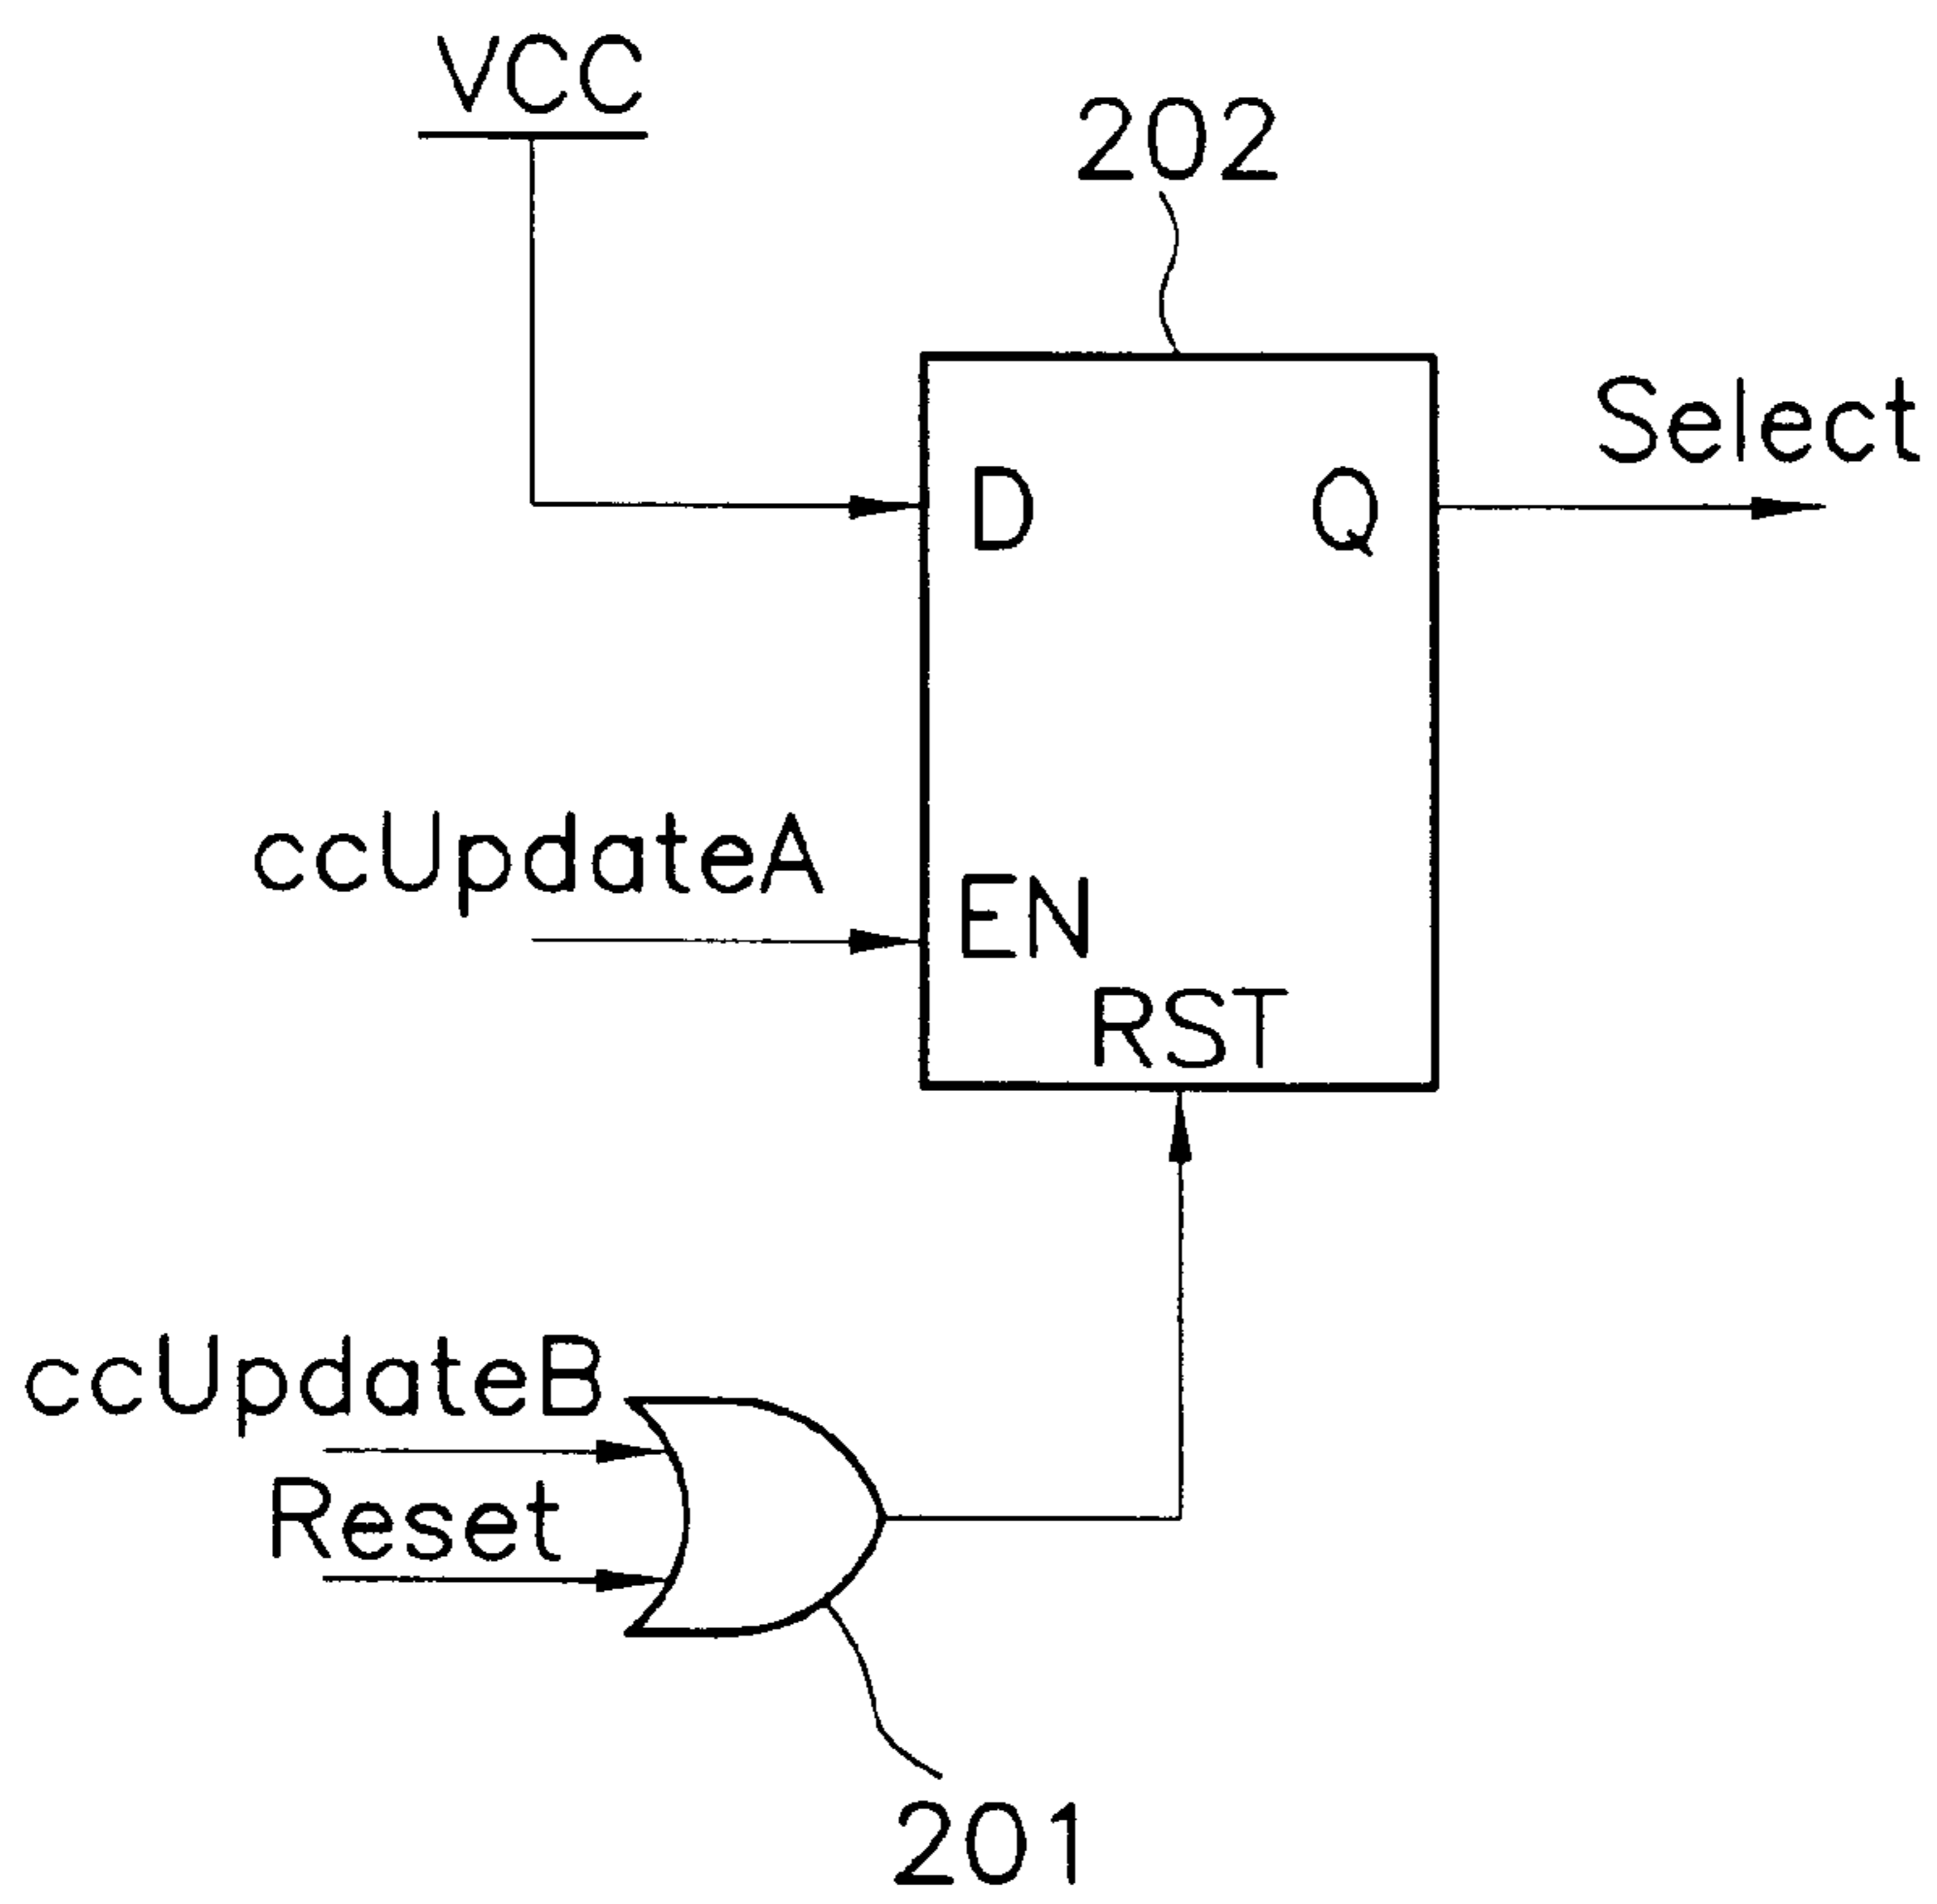 VCC
202
Select
D
Q
ccUpdateA
EN
RST
ccUpdateB
Reset
201